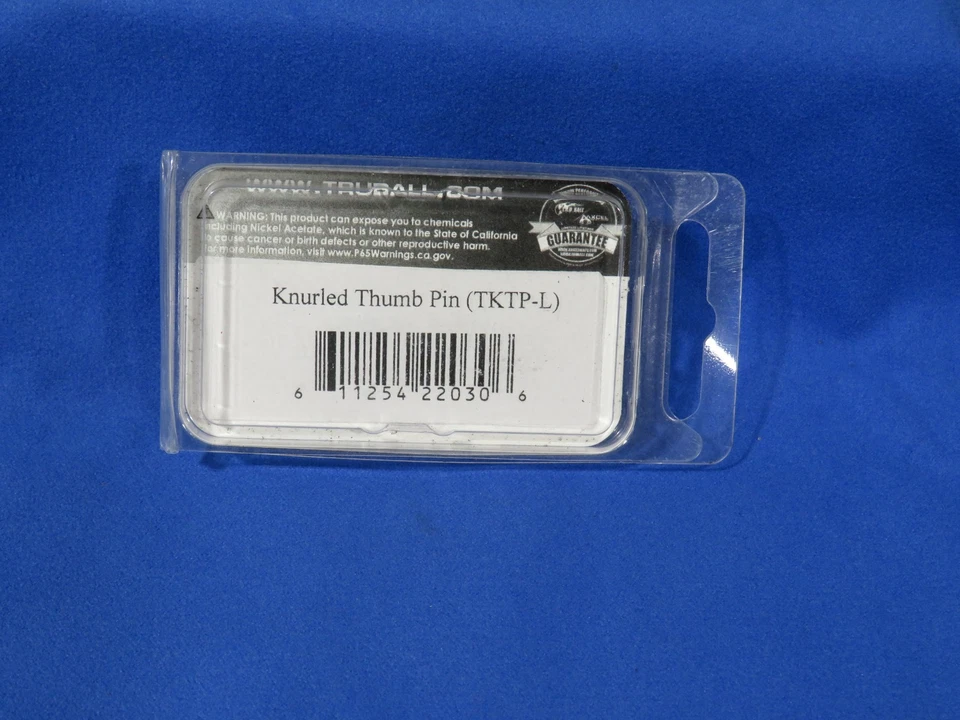 WWW.TRUBALL.COM
WARNING: This product can expose you to chemicals
including Nickel Acetate, which is known to the State of California
cause cancer or birth defects or other reproductive harm.
more information, visit www.P65Warnings.ca.gov.
GUARANTEE
Knurled Thumb Pin (TKTP-L)
6 11254 22030 6